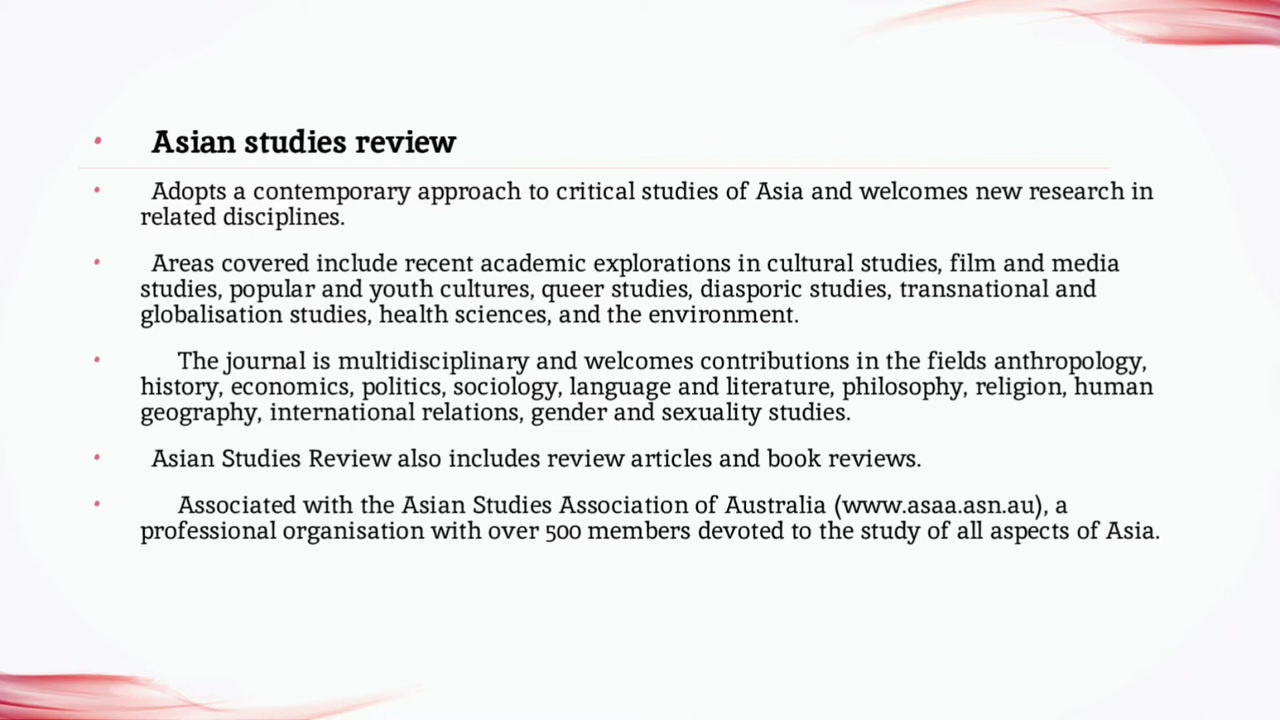 • Asian studies review
• Adopts a contemporary approach to critical studies of Asia and welcomes new research in
related disciplines.
• Areas covered include recent academic explorations in cultural studies, film and media
studies, popular and youth cultures, queer studies, diasporic studies, transnational and
globalisation studies, health sciences, and the environment.
• The journal is multidisciplinary and welcomes contributions in the fields anthropology,
history, economics, politics, sociology, language and literature, philosophy, religion, human
geography, international relations, gender and sexuality studies.
• Asian Studies Review also includes review articles and book reviews.
• Associated with the Asian Studies Association of Australia (www.asaa.asn.au), a
professional organisation with over 500 members devoted to the study of all aspects of Asia.